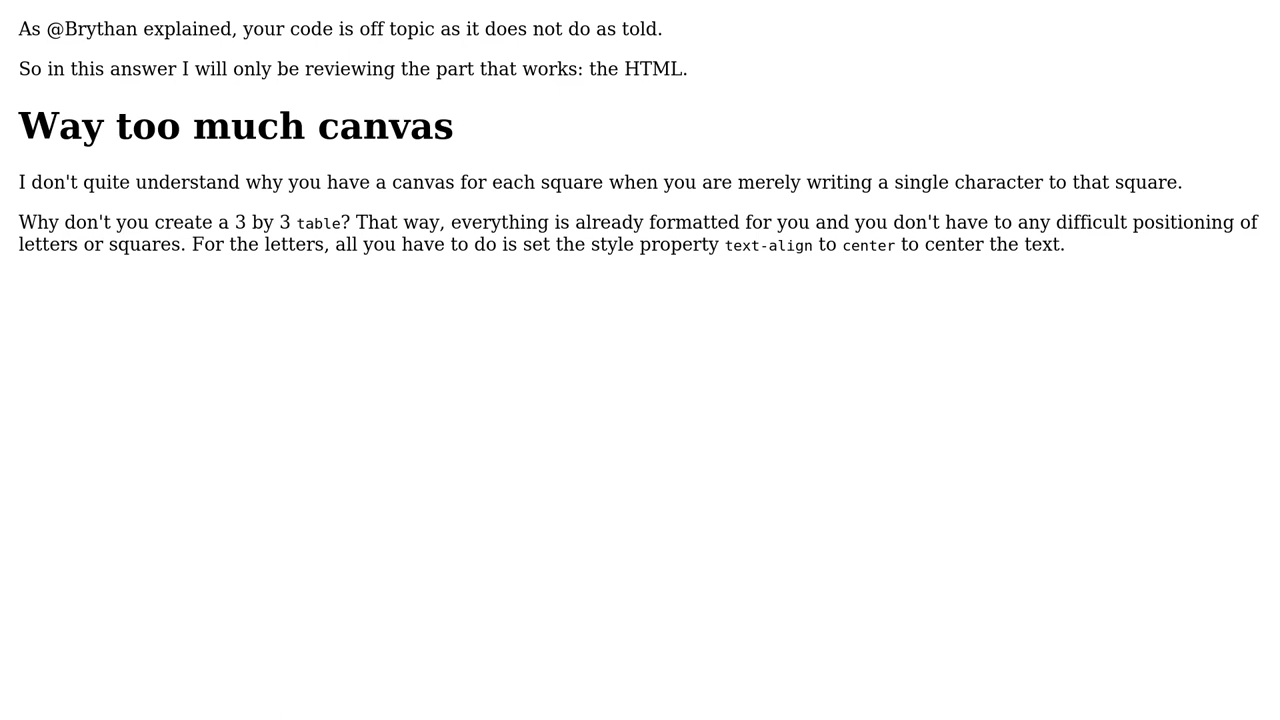 As @Brythan explained, your code is off topic as it does not do as told.
So in this answer I will only be reviewing the part that works: the HTML.
Way too much canvas
I don't quite understand why you have a canvas for each square when you are merely writing a single character to that square.
Why don't you create a 3 by 3 table? That way, everything is already formatted for you and you don't have to any difficult positioning of
letters or squares. For the letters, all you have to do is set the style property text-align to center to center the text.